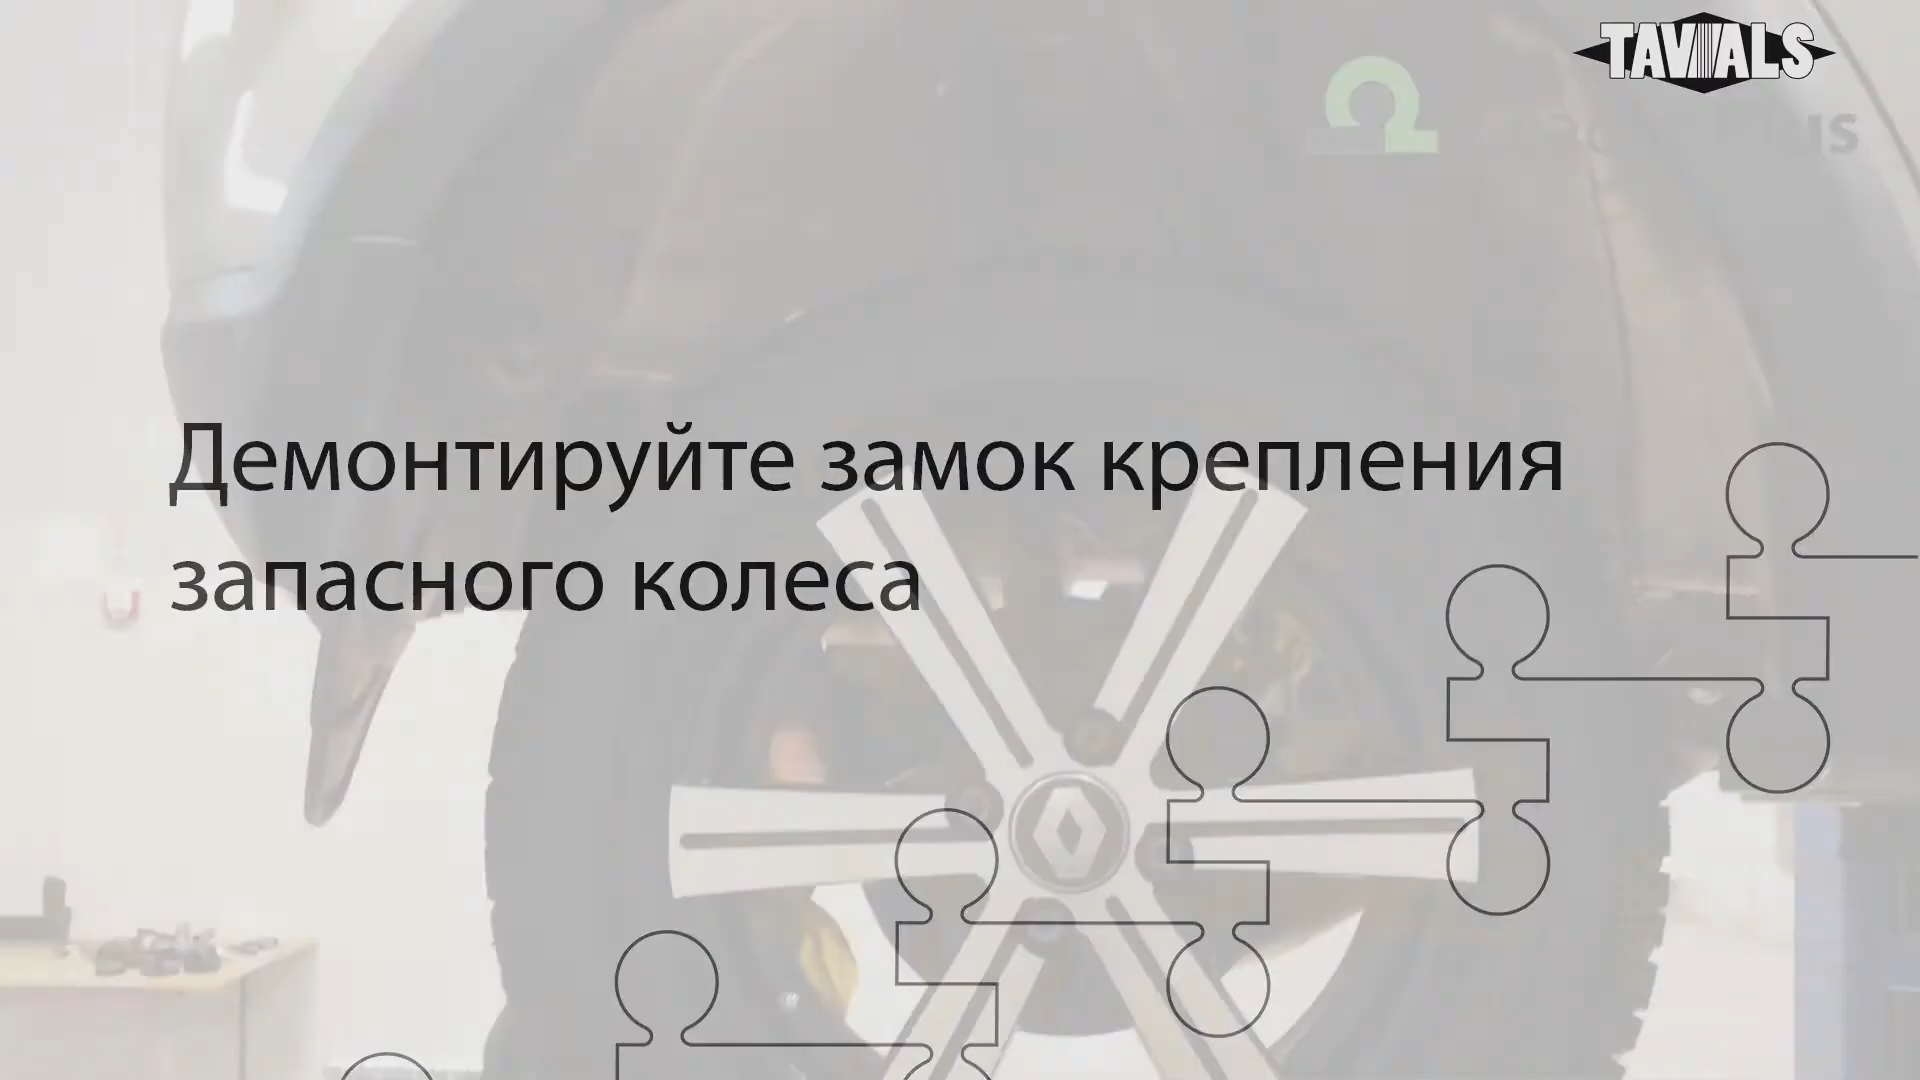 TAVIALS
Демонтируйте замок крепления
запасного колеса